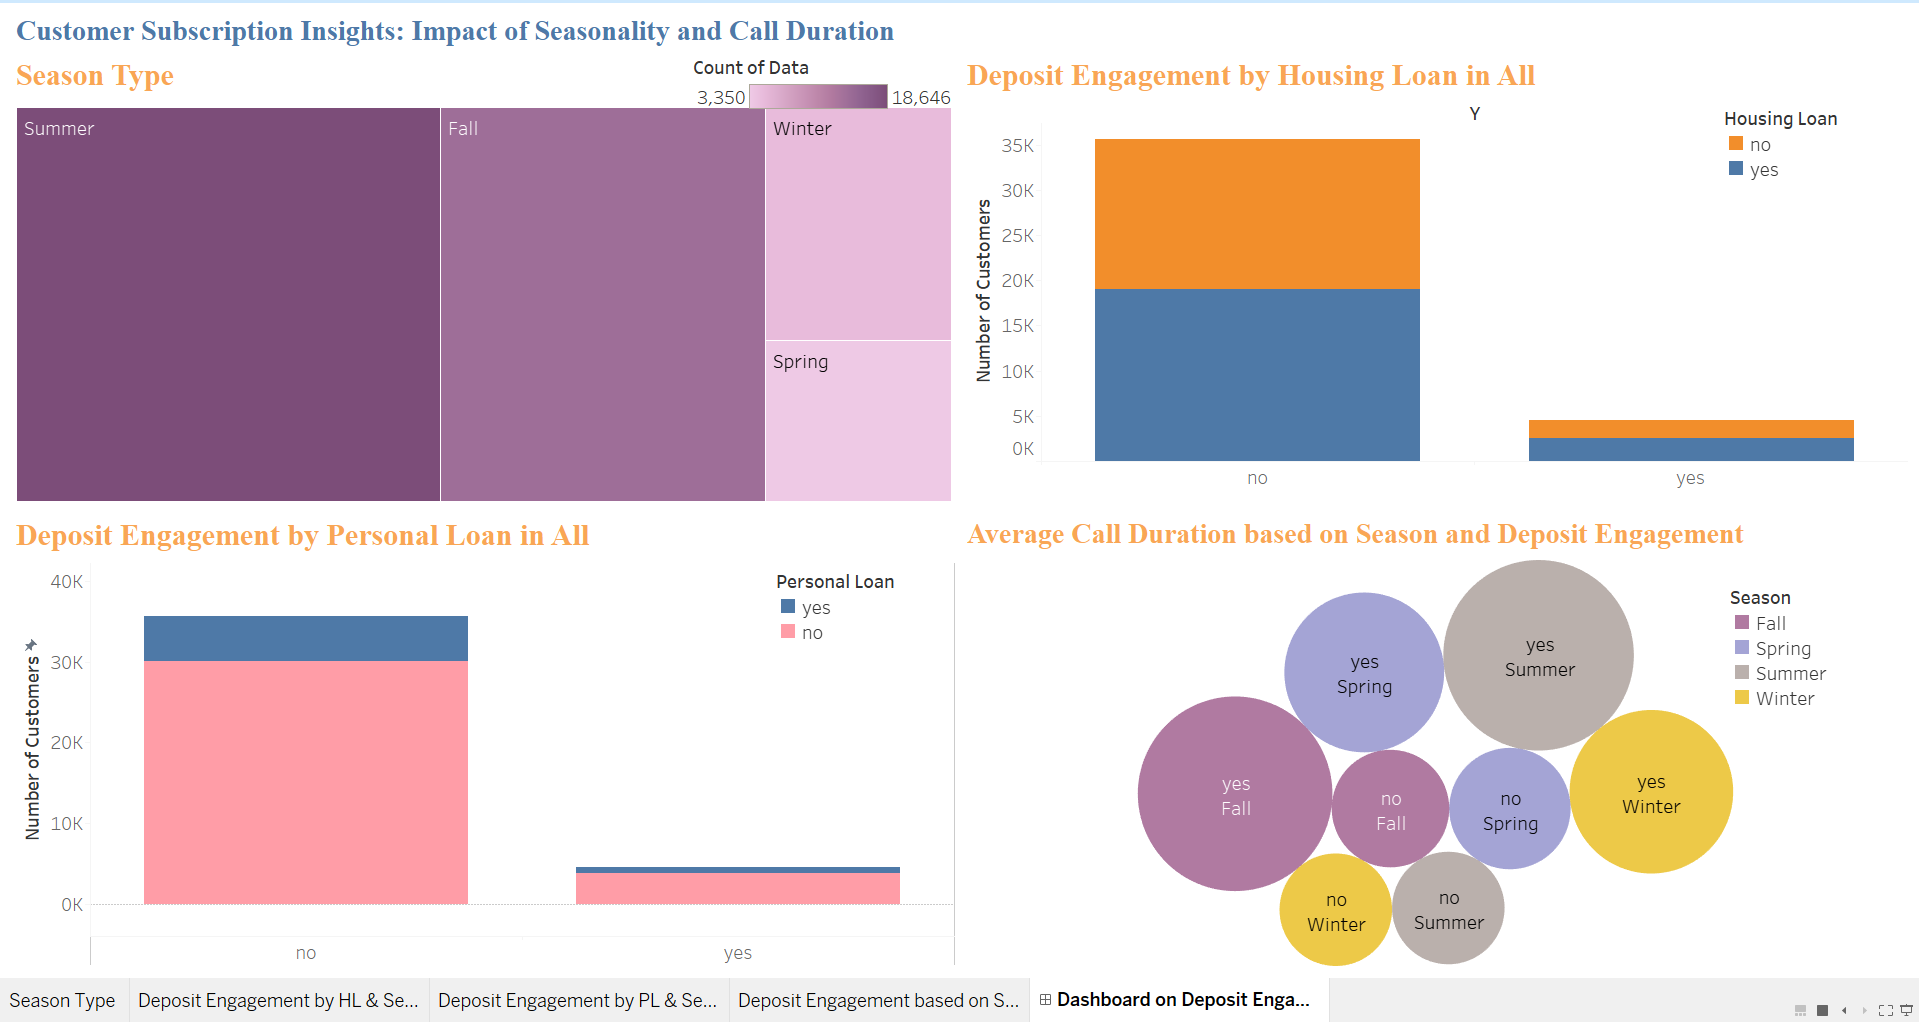 Customer Subscription Insights: Impact of Seasonality and Call Duration
Season Type
Count of Data
3,350
18,646
Summer
Fall
Winter
Spring
Deposit Engagement by Housing Loan in All
Y
Housing Loan
no
yes
Number of Customers
35K
30K
25K
20K
15K
10K
5K
0K
no
yes
Deposit Engagement by Personal Loan in All
Personal Loan
yes
no
Number of Customers
40K
30K
20K
10K
0K
no
yes
Average Call Duration based on Season and Deposit Engagement
Season
Fall
Spring
Summer
Winter
yes
Spring
yes
Summer
yes
Fall
no
Fall
no
Spring
yes
Winter
no
Winter
no
Summer
Season Type
Deposit Engagement by HL & Se...
Deposit Engagement by PL & Se...
Deposit Engagement based on S...
Dashboard on Deposit Enga...